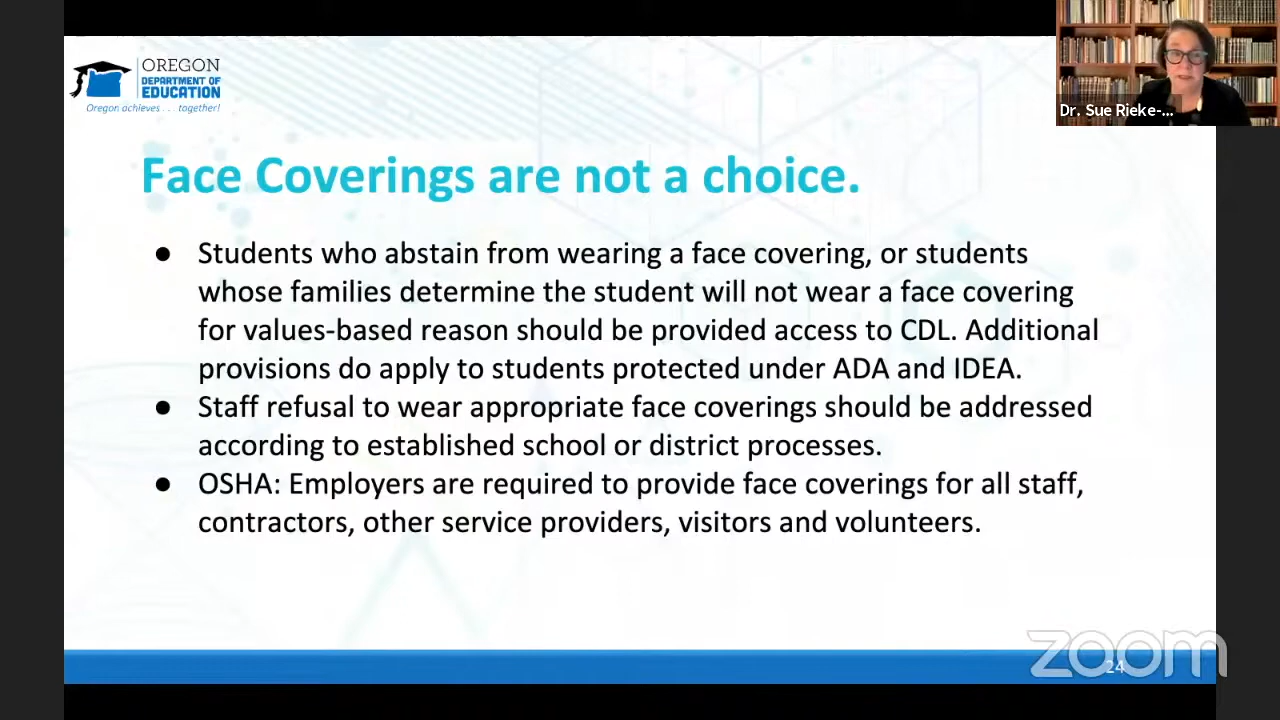 OREGON
DEPARTMENT OF
EDUCATION
Oregon achieves . . . together!
Dr. Sue Rieke-...
Face Coverings are not a choice.
● Students who abstain from wearing a face covering, or students
whose families determine the student will not wear a face covering
for values-based reason should be provided access to CDL. Additional
provisions do apply to students protected under ADA and IDEA.
● Staff refusal to wear appropriate face coverings should be addressed
according to established school or district processes.
● OSHA: Employers are required to provide face coverings for all staff,
contractors, other service providers, visitors and volunteers.
zoom
24